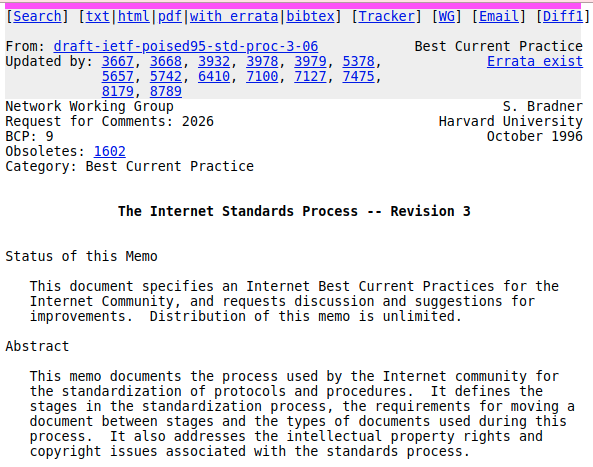 [Search] [txt|html|pdf|with errata|bibtex] [Tracker] [WG] [Email] [Diff1]
From: draft-ietf-poised95-std-proc-3-06 Best Current Practice
Updated by: 3667, 3668, 3932, 3978, 3979, 5378, Errata exist
5657, 5742, 6410, 7100, 7127, 7475,
8179, 8789
Network Working Group S. Bradner
Request for Comments: 2026 Harvard University
BCP: 9 October 1996
Obsoletes: 1602
Category: Best Current Practice
The Internet Standards Process -- Revision 3
Status of this Memo
This document specifies an Internet Best Current Practices for the
Internet Community, and requests discussion and suggestions for
improvements. Distribution of this memo is unlimited.
Abstract
This memo documents the process used by the Internet community for
the standardization of protocols and procedures. It defines the
stages in the standardization process, the requirements for moving a
document between stages and the types of documents used during this
process. It also addresses the intellectual property rights and
copyright issues associated with the standards process.